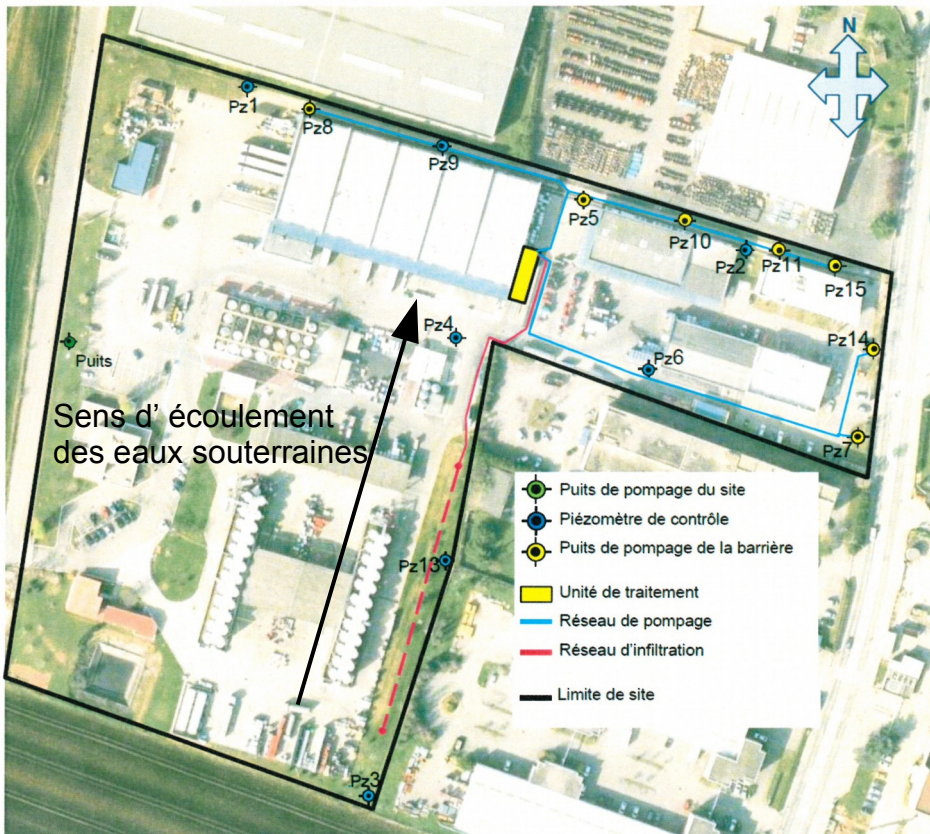 N
Pz1
Pz8
Pz9
Pz5
Pz10
Pz2
Pz11
Pz15
Pz4
Pz14
Puits
Pz6
Sens d' écoulement
des eaux souterraines
Pz7
Puits de pompage du site
Piézomètre de contrôle
Puits de pompage de la barrière
Pz13
Unité de traitement
Réseau de pompage
Réseau d'infiltration
Limite de site
Pz3